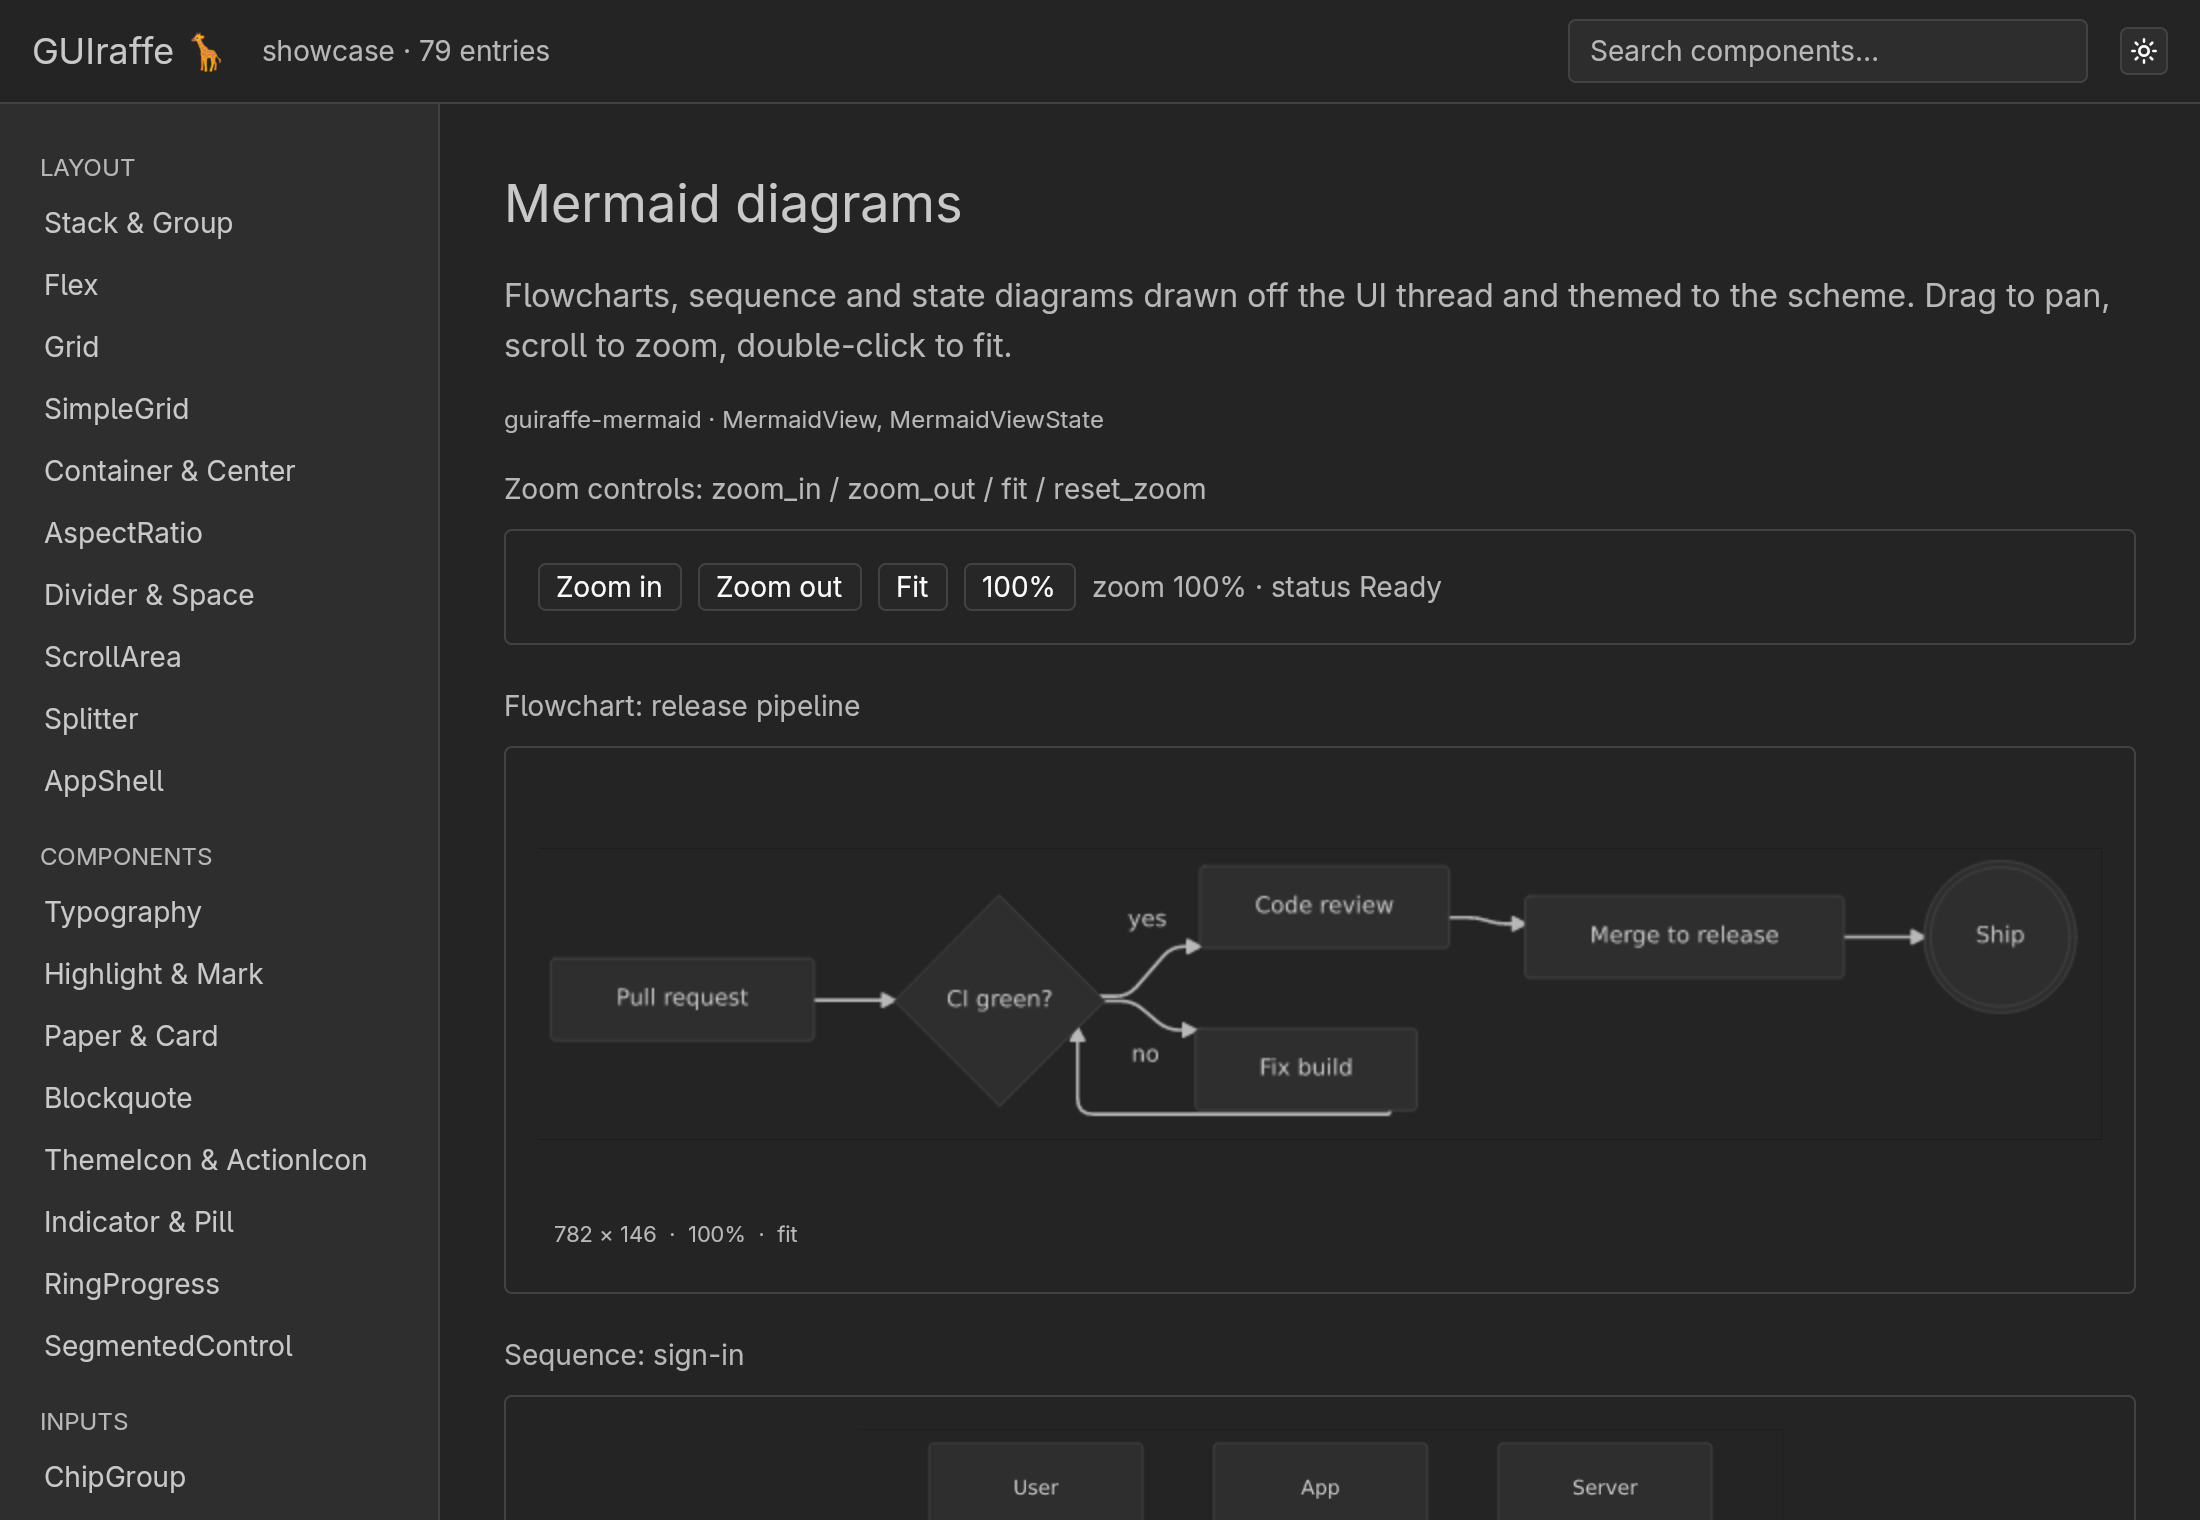 GUIraffe 🦒 showcase · 79 entries
Search components...
LAYOUT
Stack & Group
Flex
Grid
SimpleGrid
Container & Center
AspectRatio
Divider & Space
ScrollArea
Splitter
AppShell
COMPONENTS
Typography
Highlight & Mark
Paper & Card
Blockquote
ThemeIcon & ActionIcon
Indicator & Pill
RingProgress
SegmentedControl
INPUTS
ChipGroup
Mermaid diagrams
Flowcharts, sequence and state diagrams drawn off the UI thread and themed to the scheme. Drag to pan,
scroll to zoom, double-click to fit.
guiraffe-mermaid · MermaidView, MermaidViewState
Zoom controls: zoom_in / zoom_out / fit / reset_zoom
Zoom in
Zoom out
Fit
100%
zoom 100% · status Ready
Flowchart: release pipeline
Pull request
CI green?
yes
no
Code review
Fix build
Merge to release
Ship
782 × 146 · 100% · fit
Sequence: sign-in
User
App
Server